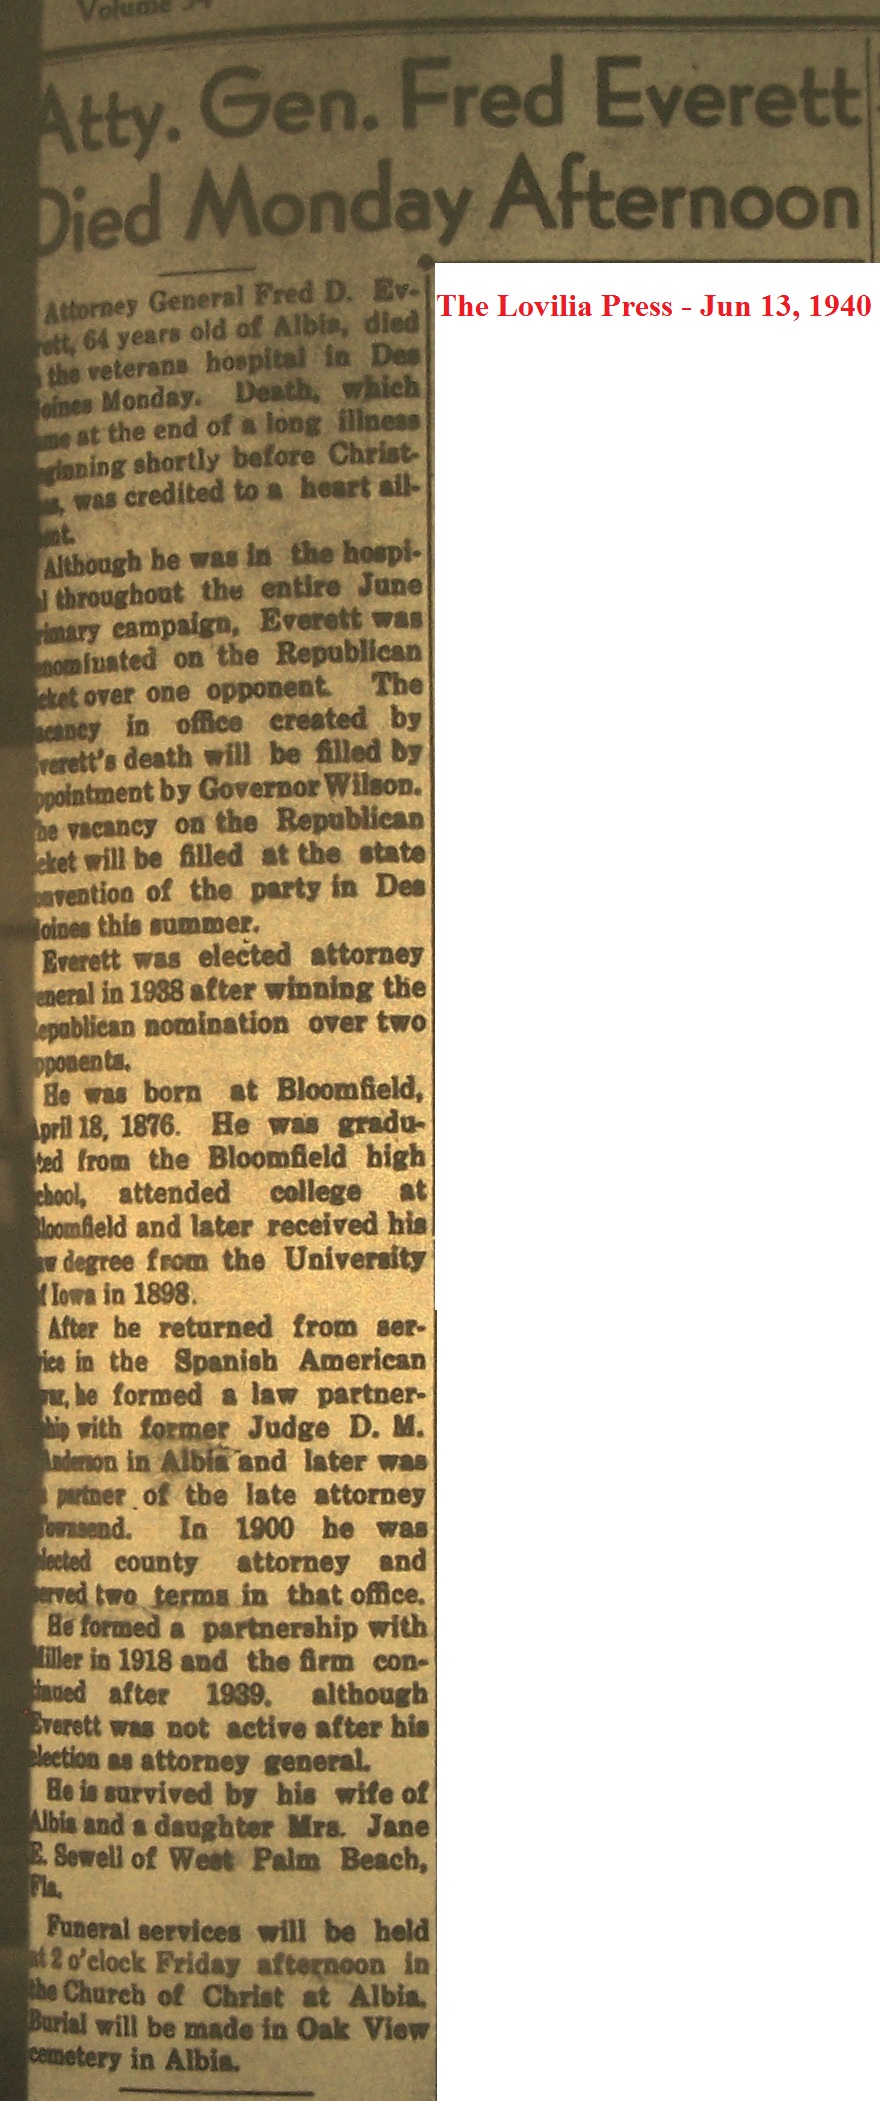 Volume 54
Atty. Gen. Fred Everett
Died Monday Afternoon
The Lovilia Press - Jun 13, 1940
Attorney General Fred D. Ev-
rett, 64 years old of Albia, died
the veterans hospital in Des
oines Monday. Death, which
me at the end of a long illness
ginning shortly before Christ-
s, was credited to a heart ail-
nt.
Although he was in the hospi-
l throughout the entire June
rimary campaign, Everett was
nominated on the Republican
cket over one opponent. The
acancy in office created by
verett's death will be filled by
ppointment by Governor Wilson.
he vacancy on the Republican
cket will be filled at the state
onvention of the party in Des
oines this summer.
Everett was elected attorney
eneral in 1938 after winning the
epublican nomination over two
pponents.
He was born at Bloomfield,
pril 18, 1876. He was gradu-
ted from the Bloomfield high
chool, attended college at
loomfield and later received his
w degree from the University
f Iowa in 1898.
After he returned from ser-
vice in the Spanish American
war, he formed a law partner-
hip with former Judge D. M.
Anderson in Albia and later was
a partner of the late attorney
Townsend. In 1900 he was
lected county attorney and
erved two terms in that office.
He formed a partnership with
Miller in 1918 and the firm con-
tinued after 1939, although
Everett was not active after his
election as attorney general.
He is survived by his wife of
Albia and a daughter Mrs. Jane
E. Sewell of West Palm Beach,
Fla.
Funeral services will be held
at 2 o'clock Friday afternoon in
the Church of Christ at Albia.
Burial will be made in Oak View
cemetery in Albia.